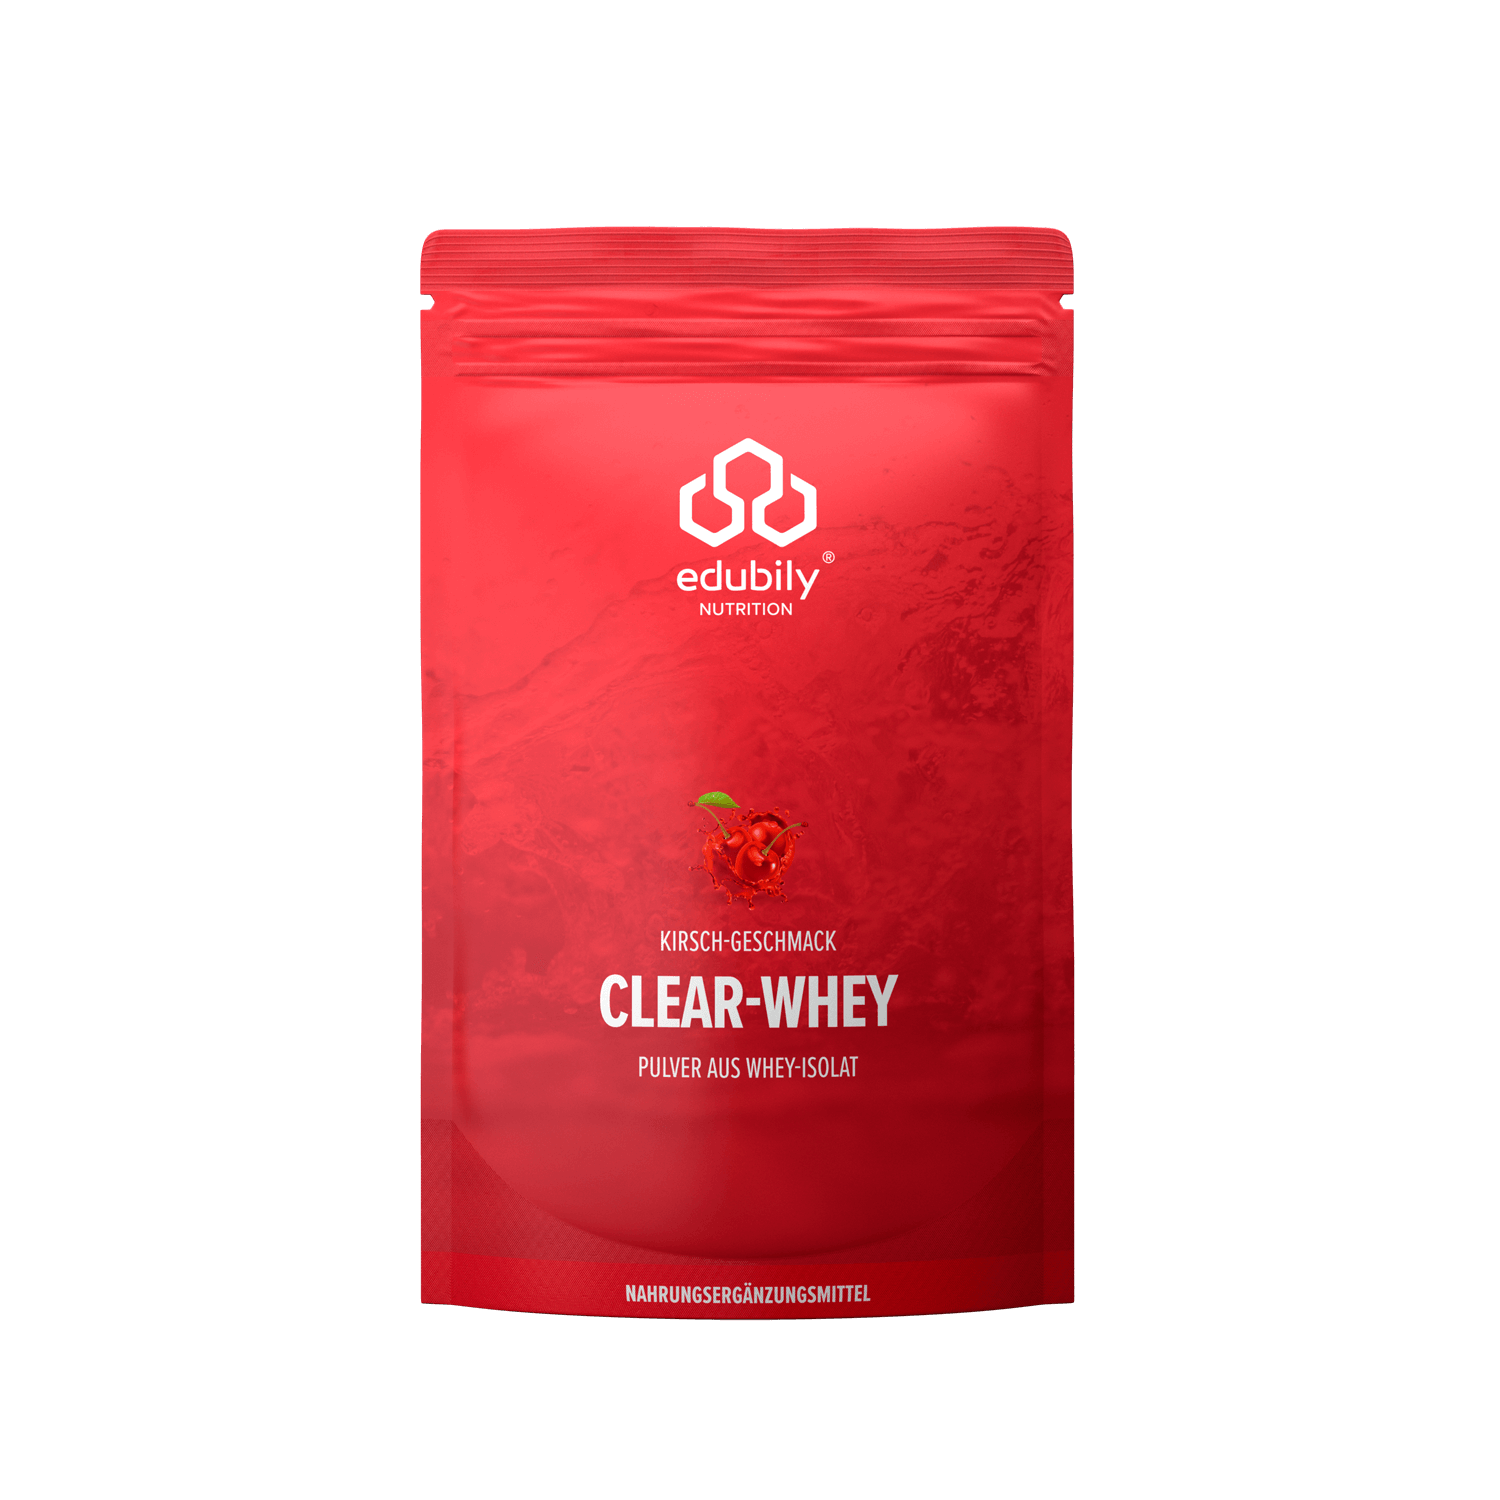 edubily®
NUTRITION
KIRSCH-GESCHMACK
CLEAR-WHEY
PULVER AUS WHEY-ISOLAT
NAHRUNGSERGÄNZUNGSMITTEL